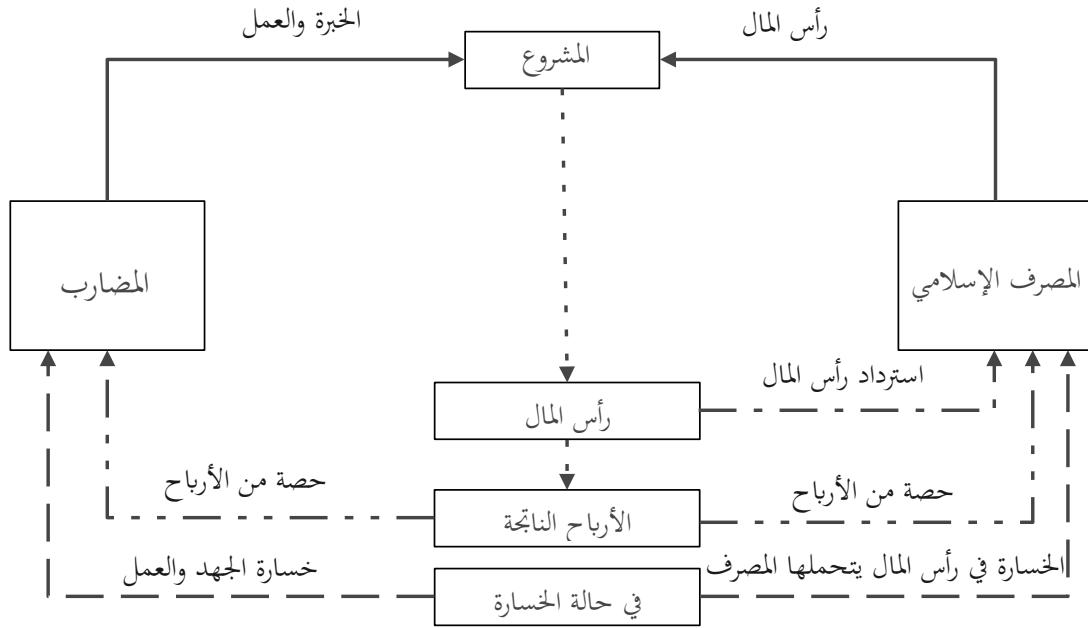 رأس المال
الخبرة والعمل
المشروع
المصرف الإسلامي
المضارب
استرداد رأس المال
رأس المال
حصة من الأرباح
الأرباح الناتجة
حصة من الأرباح
الخسارة في رأس المال يتحملها المصرف
في حالة الخسارة
خسارة الجهد والعمل